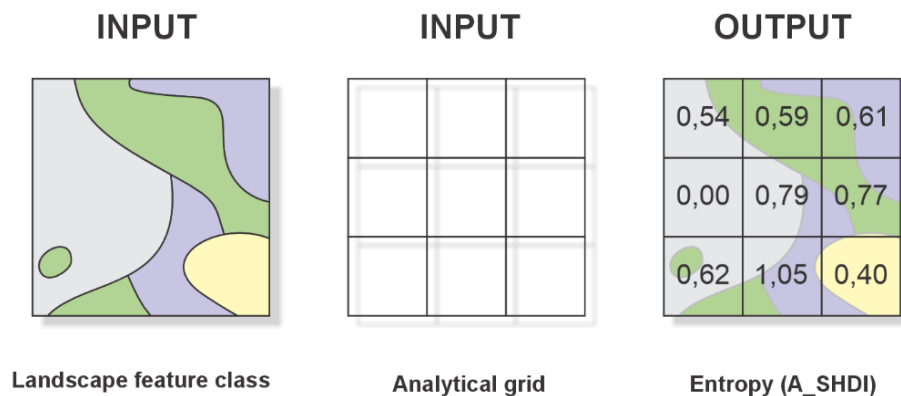 INPUT
INPUT
OUTPUT
0,54 0,59 0,61
0,00 0,79 0,77
0,62 1,05 0,40
Landscape feature class
Analytical grid
Entropy (A_SHDI)